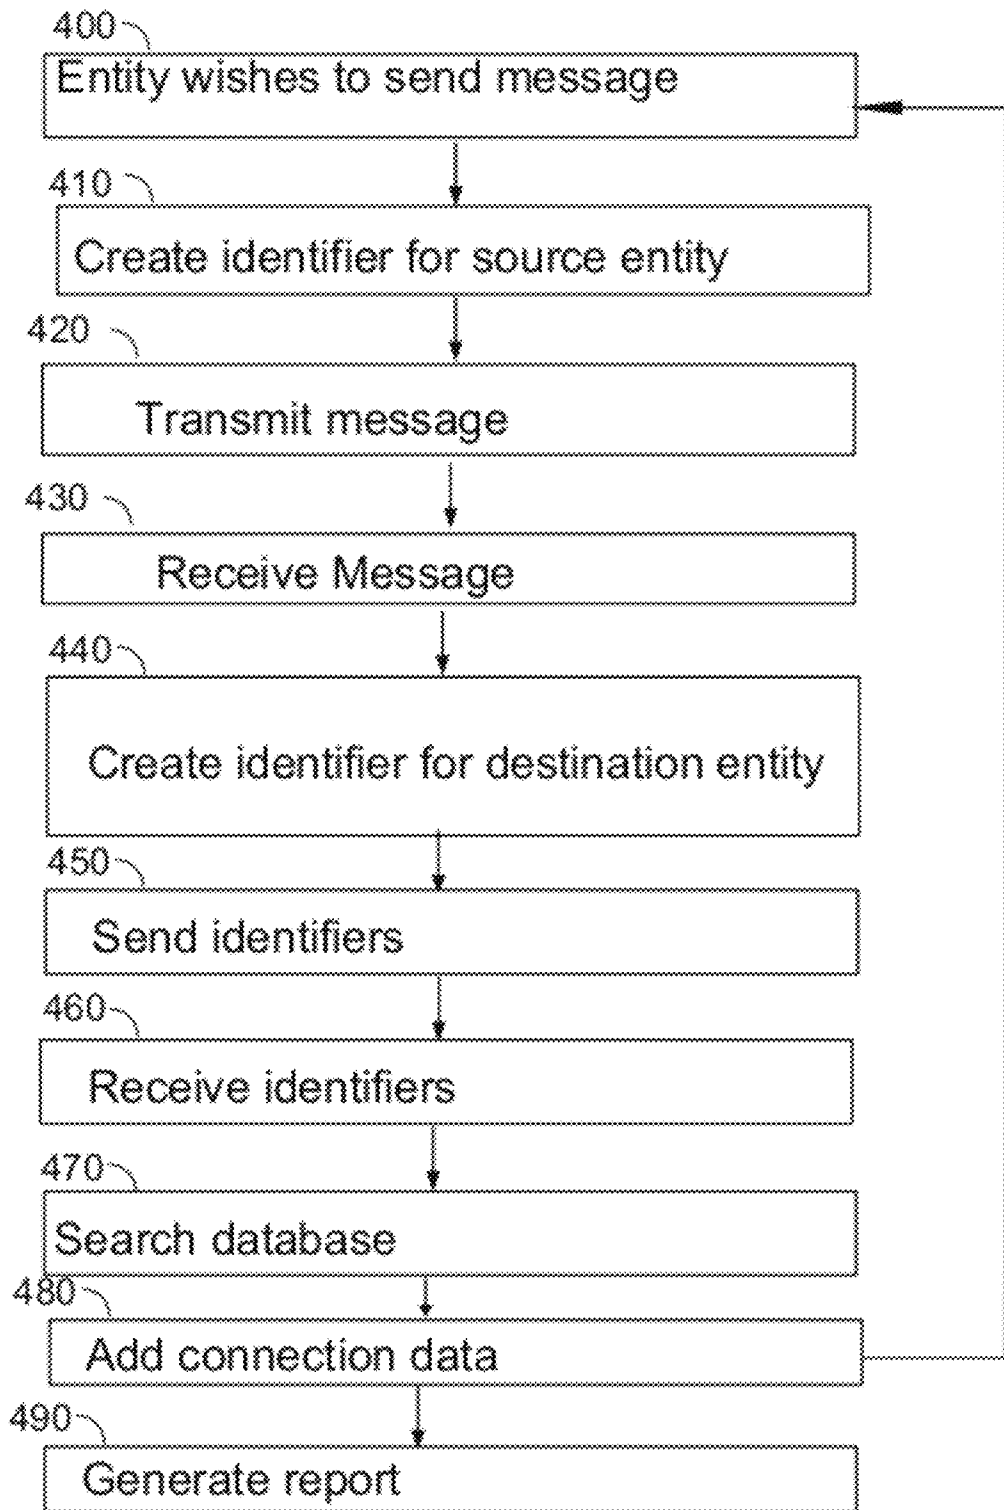 400
Entity wishes to send message
410
Create identifier for source entity
420
Transmit message
430
Receive Message
440
Create identifier for destination entity
450
Send identifiers
460
Receive identifiers
470
Search database
480
Add connection data
490
Generate report